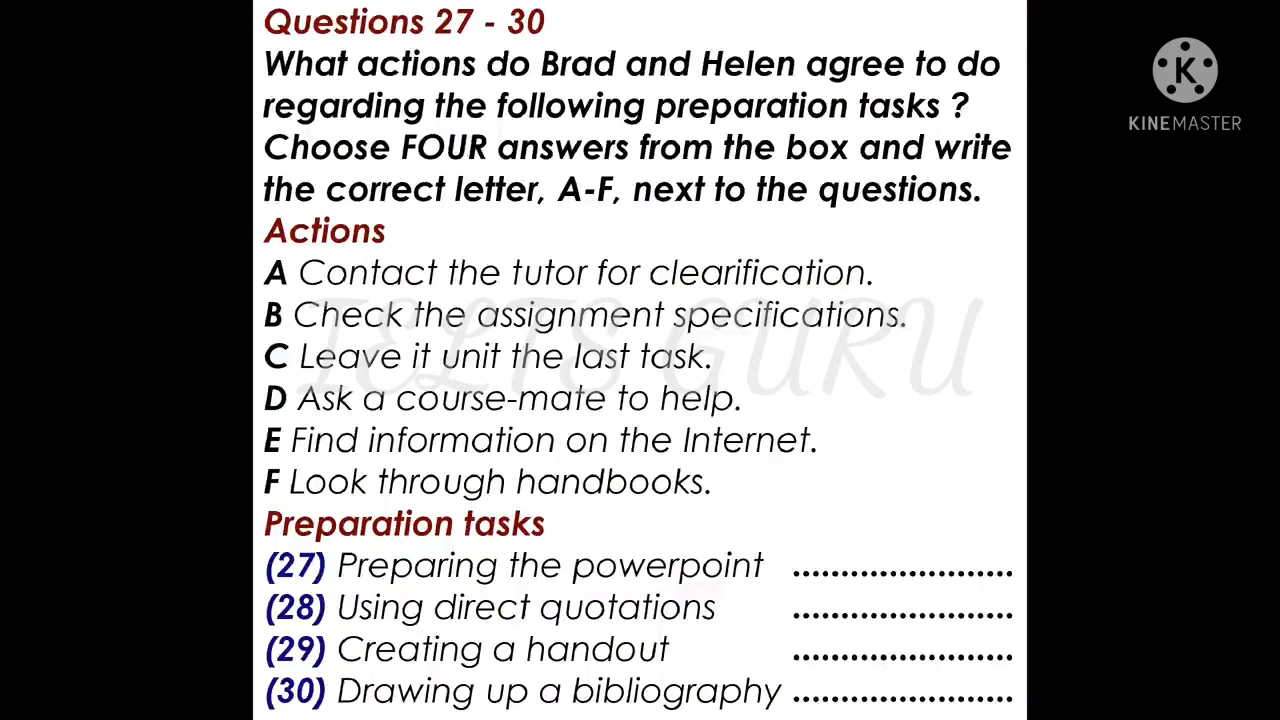 Questions 27 - 30
What actions do Brad and Helen agree to do
regarding the following preparation tasks ?
Choose FOUR answers from the box and write
the correct letter, A-F, next to the questions.
Actions
A Contact the tutor for clearification.
B Check the assignment specifications.
C Leave it unit the last task.
D Ask a course-mate to help.
E Find information on the Internet.
F Look through handbooks.
Preparation tasks
(27) Preparing the powerpoint .......................
(28) Using direct quotations .......................
(29) Creating a handout .......................
(30) Drawing up a bibliography .......................
IELTS GURU
K
KINEMASTER